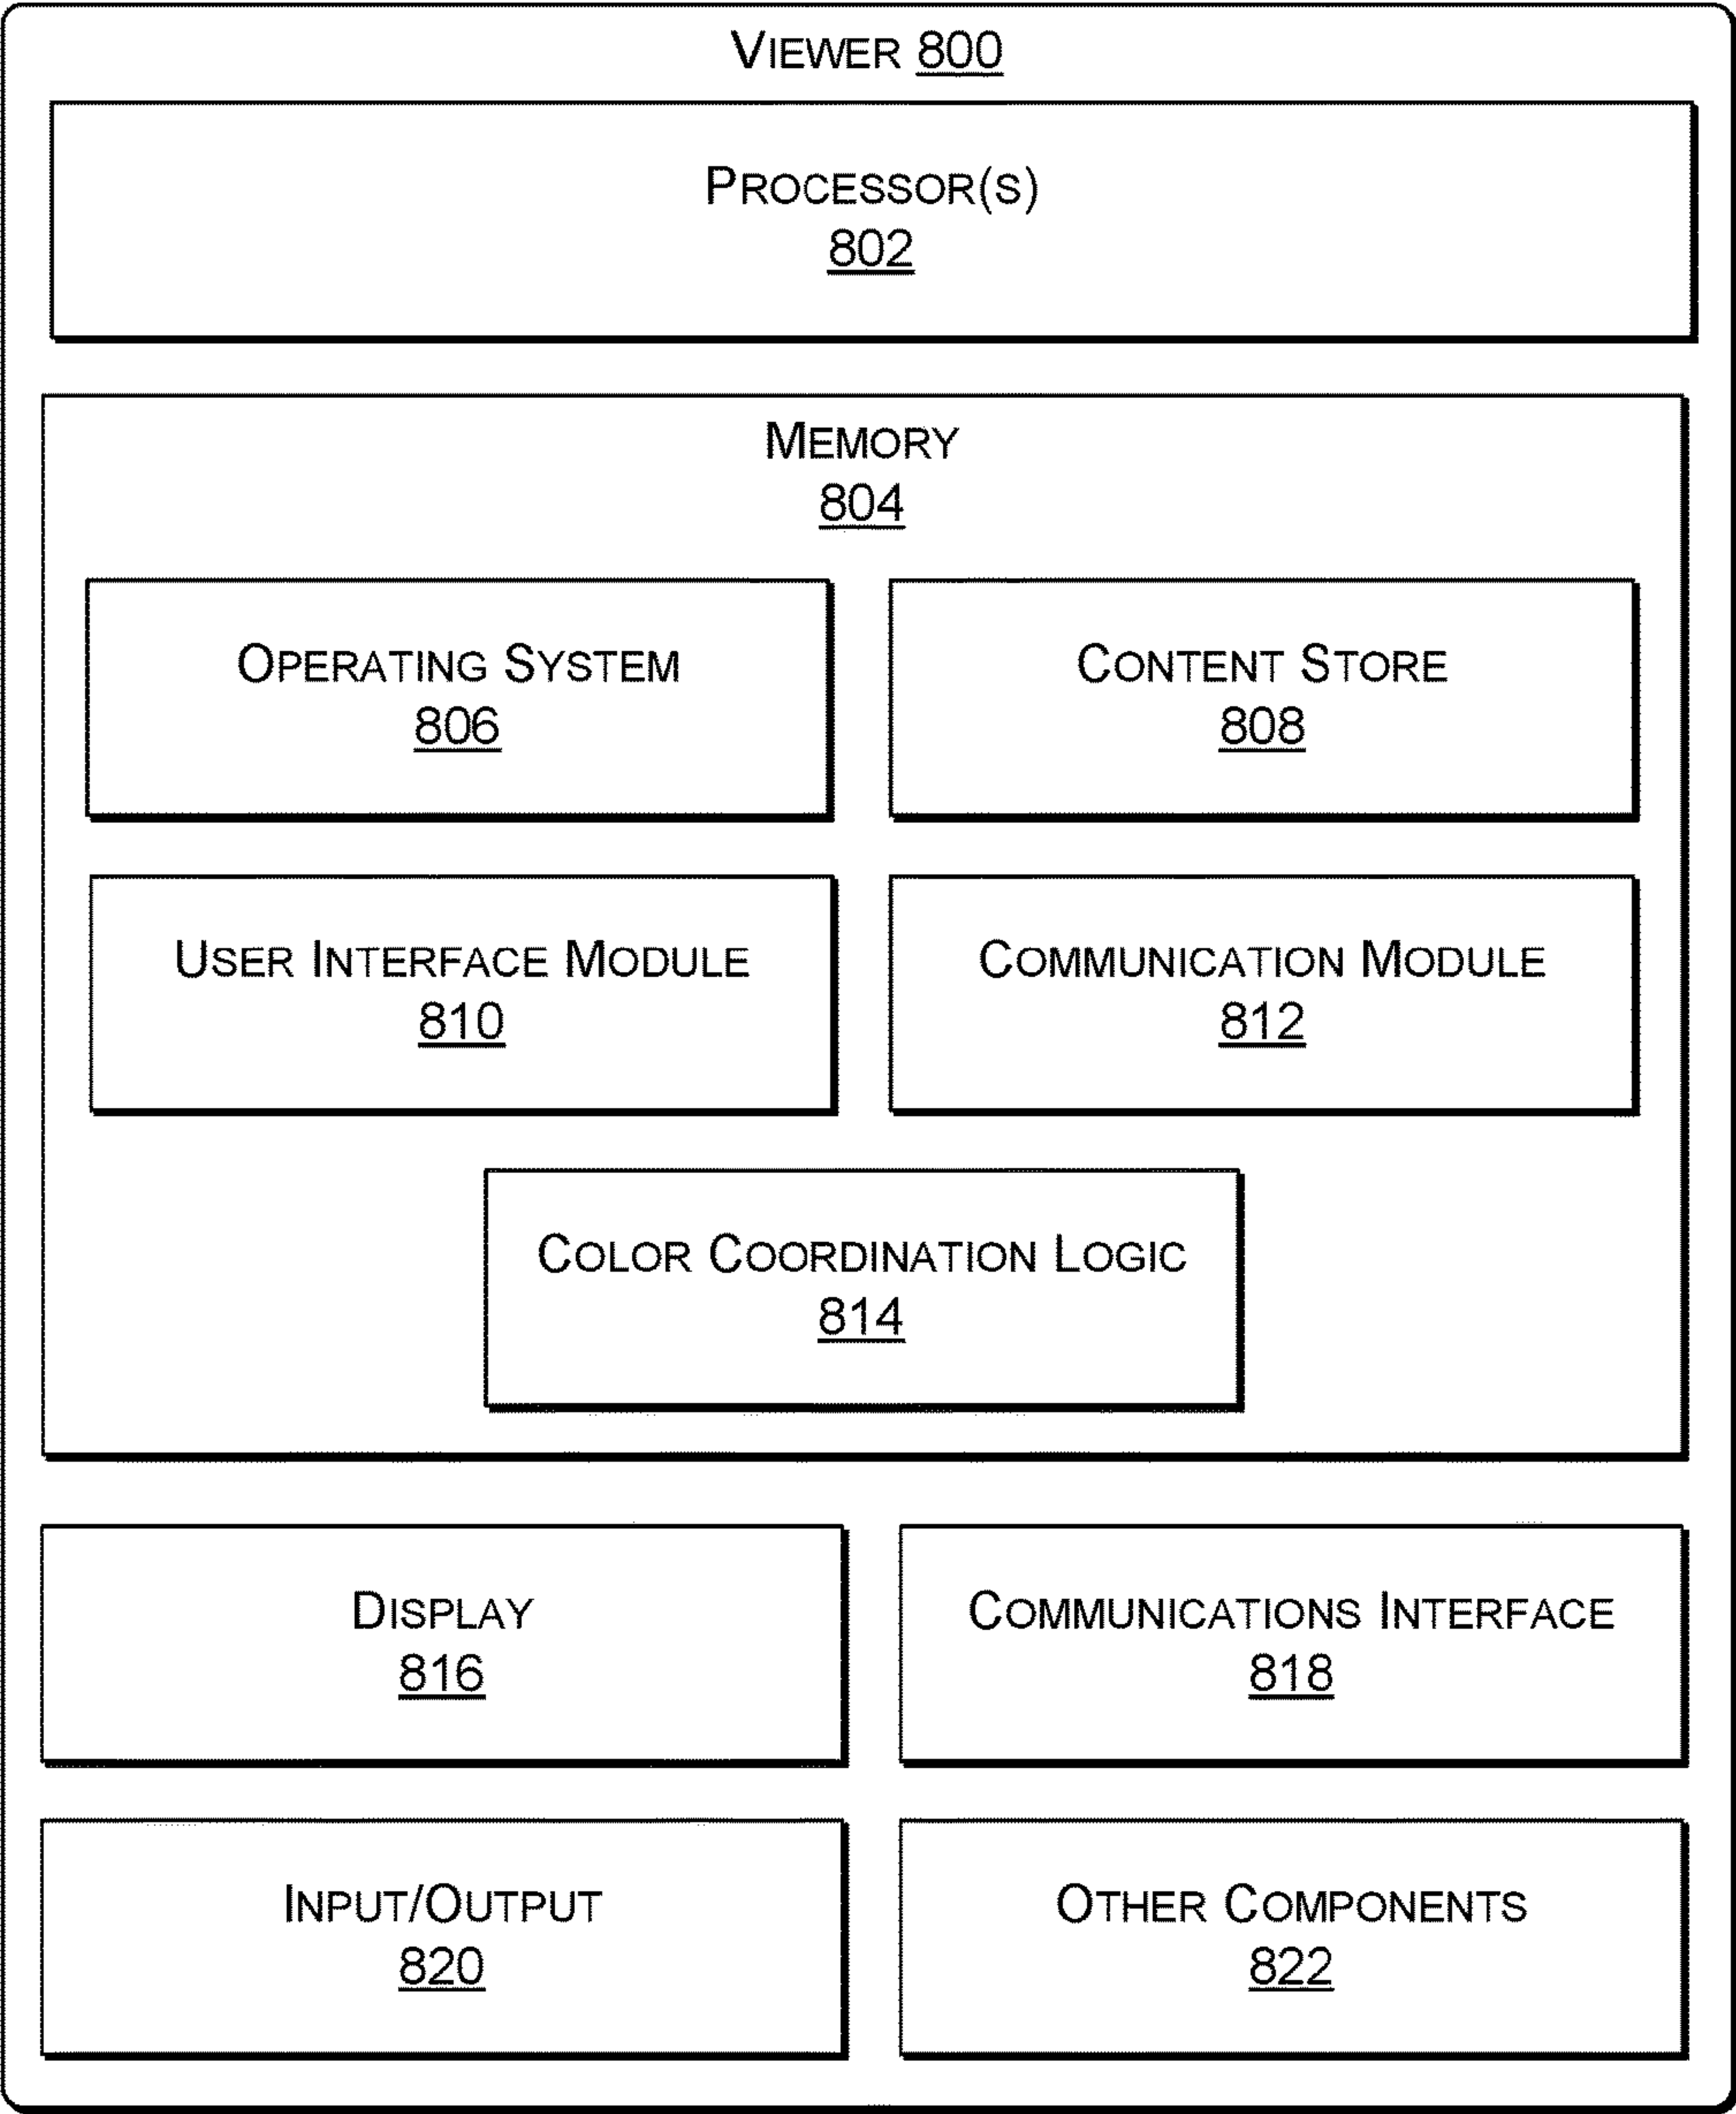 VIEWER 800
PROCESSOR(S)
802
MEMORY
804
OPERATING SYSTEM
806
CONTENT STORE
808
USER INTERFACE MODULE
810
COMMUNICATION MODULE
812
COLOR COORDINATION LOGIC
814
DISPLAY
816
COMMUNICATIONS INTERFACE
818
INPUT/OUTPUT
820
OTHER COMPONENTS
822